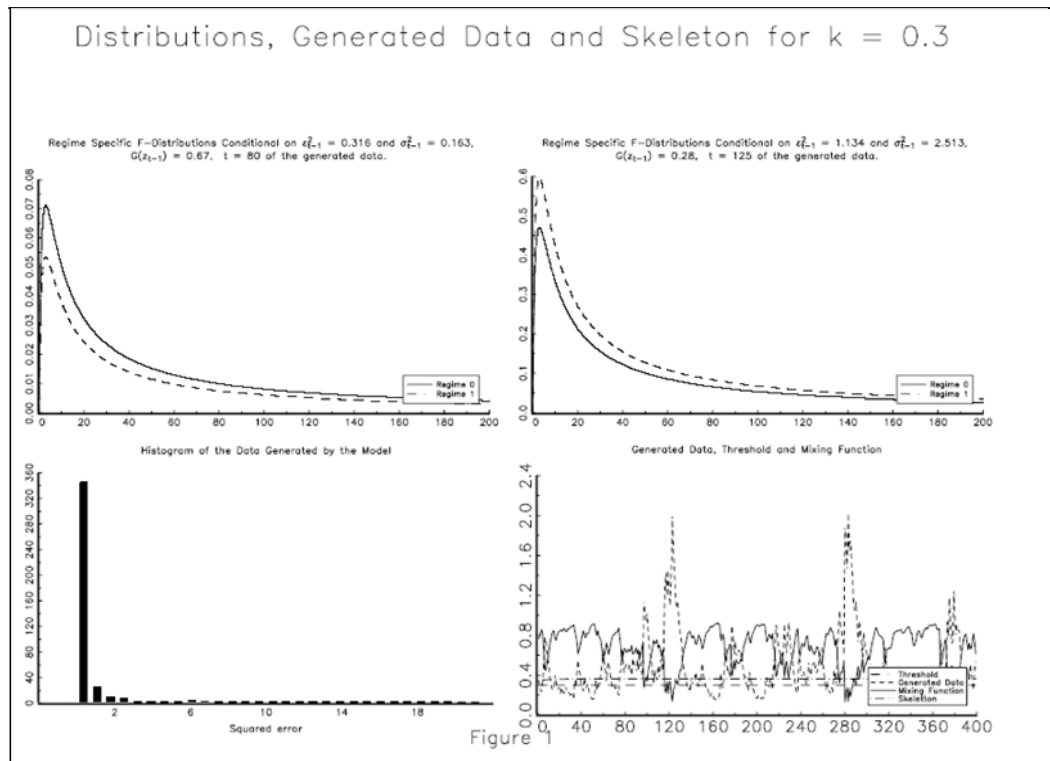 Distributions, Generated Data and Skeleton for k = 0.3
Regime Specific F-Distributions Conditional on ε²t-1 = 0.316 and σ²t-1 = 0.163,
G(zt-1) = 0.67, t = 80 of the generated data.
0.00 0.01 0.02 0.03 0.04 0.05 0.06 0.07 0.08
0 20 40 60 80 100 120 140 160 180 200
Regime 0
Regime 1
Regime Specific F-Distributions Conditional on ε²t-1 = 1.134 and σ²t-1 = 2.513,
G(zt-1) = 0.28, t = 125 of the generated data.
0.0 0.1 0.2 0.3 0.4 0.5 0.6
0 20 40 60 80 100 120 140 160 180 200
Regime 0
Regime 1
Histogram of the Data Generated by the Model
0 40 80 120 160 200 240 280 320 360
2 6 10 14 18
Squared error
Generated Data, Threshold and Mixing Function
0.0 0.4 0.8 1.2 1.6 2.0 2.4
0 40 80 120 160 200 240 280 320 360 400
Threshold
Generated Data
Mixing Function
Skeleton
Figure 1